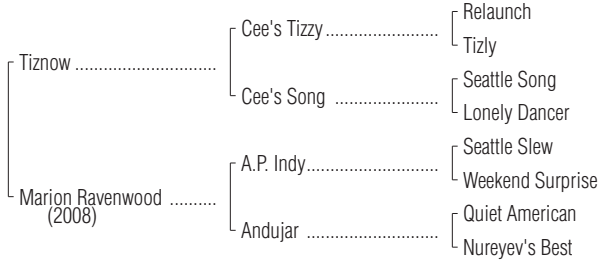 Relaunch
Cee's Tizzy
Tizly
Tiznow
Seattle Song
Cee's Song
Lonely Dancer
Seattle Slew
A.P. Indy
Weekend Surprise
Marion Ravenwood
(2008)
Quiet American
Andujar
Nureyev's Best